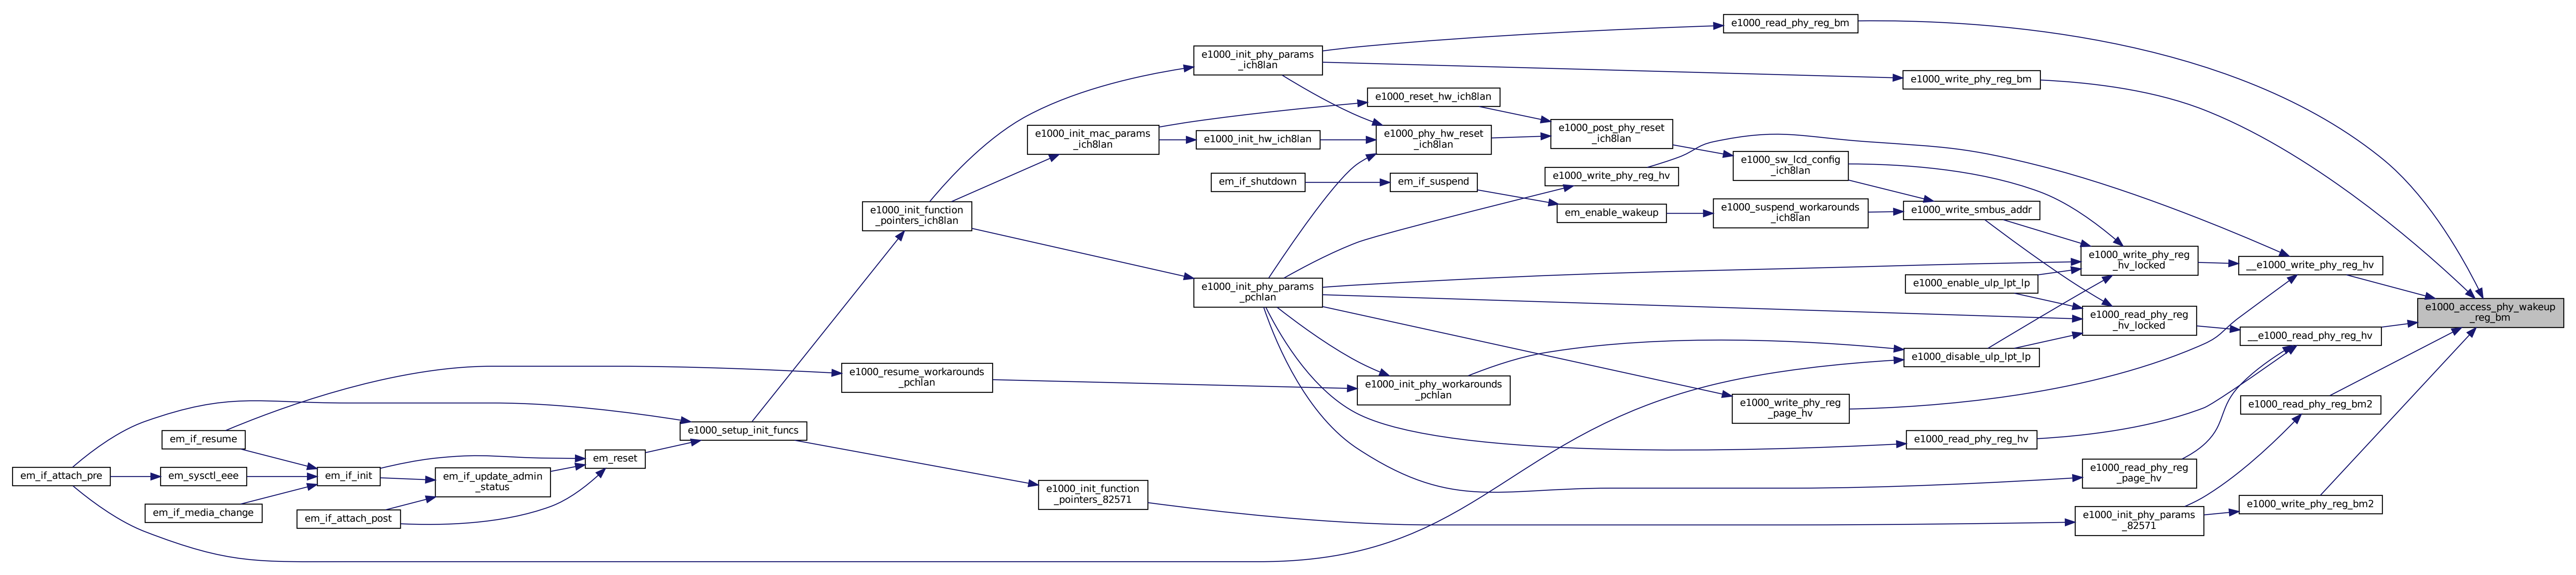 e1000_read_phy_reg_bm
e1000_init_phy_params
_ich8lan
e1000_write_phy_reg_bm
e1000_reset_hw_ich8lan
e1000_post_phy_reset
_ich8lan
e1000_init_mac_params
_ich8lan
e1000_init_hw_ich8lan
e1000_phy_hw_reset
_ich8lan
e1000_sw_lcd_config
_ich8lan
e1000_write_phy_reg_hv
em_if_shutdown
em_if_suspend
e1000_init_function
_pointers_ich8lan
em_enable_wakeup
e1000_suspend_workarounds
_ich8lan
e1000_write_smbus_addr
e1000_write_phy_reg
_hv_locked
__e1000_write_phy_reg_hv
e1000_init_phy_params
_pchlan
e1000_enable_ulp_lpt_lp
e1000_access_phy_wakeup
_reg_bm
e1000_read_phy_reg
_hv_locked
__e1000_read_phy_reg_hv
e1000_disable_ulp_lpt_lp
e1000_resume_workarounds
_pchlan
e1000_init_phy_workarounds
_pchlan
e1000_write_phy_reg
_page_hv
e1000_read_phy_reg_bm2
em_if_resume
e1000_setup_init_funcs
e1000_read_phy_reg_hv
em_reset
em_if_attach_pre
em_sysctl_eee
em_if_init
em_if_update_admin
_status
e1000_read_phy_reg
_page_hv
e1000_init_function
_pointers_82571
em_if_media_change
em_if_attach_post
e1000_write_phy_reg_bm2
e1000_init_phy_params
_82571